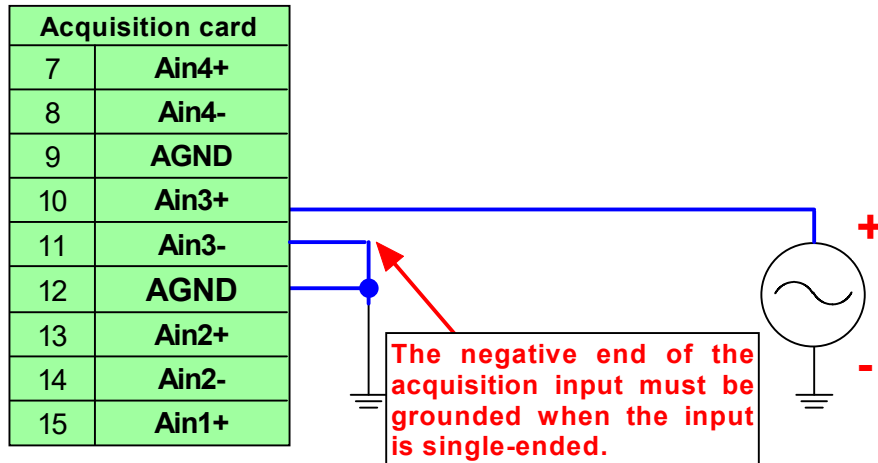 Acquisition card
7 Ain4+
8 Ain4-
9 AGND
10 Ain3+
11 Ain3-
12 AGND
13 Ain2+
14 Ain2-
15 Ain1+
+
-
The negative end of the
acquisition input must be
grounded when the input
is single-ended.